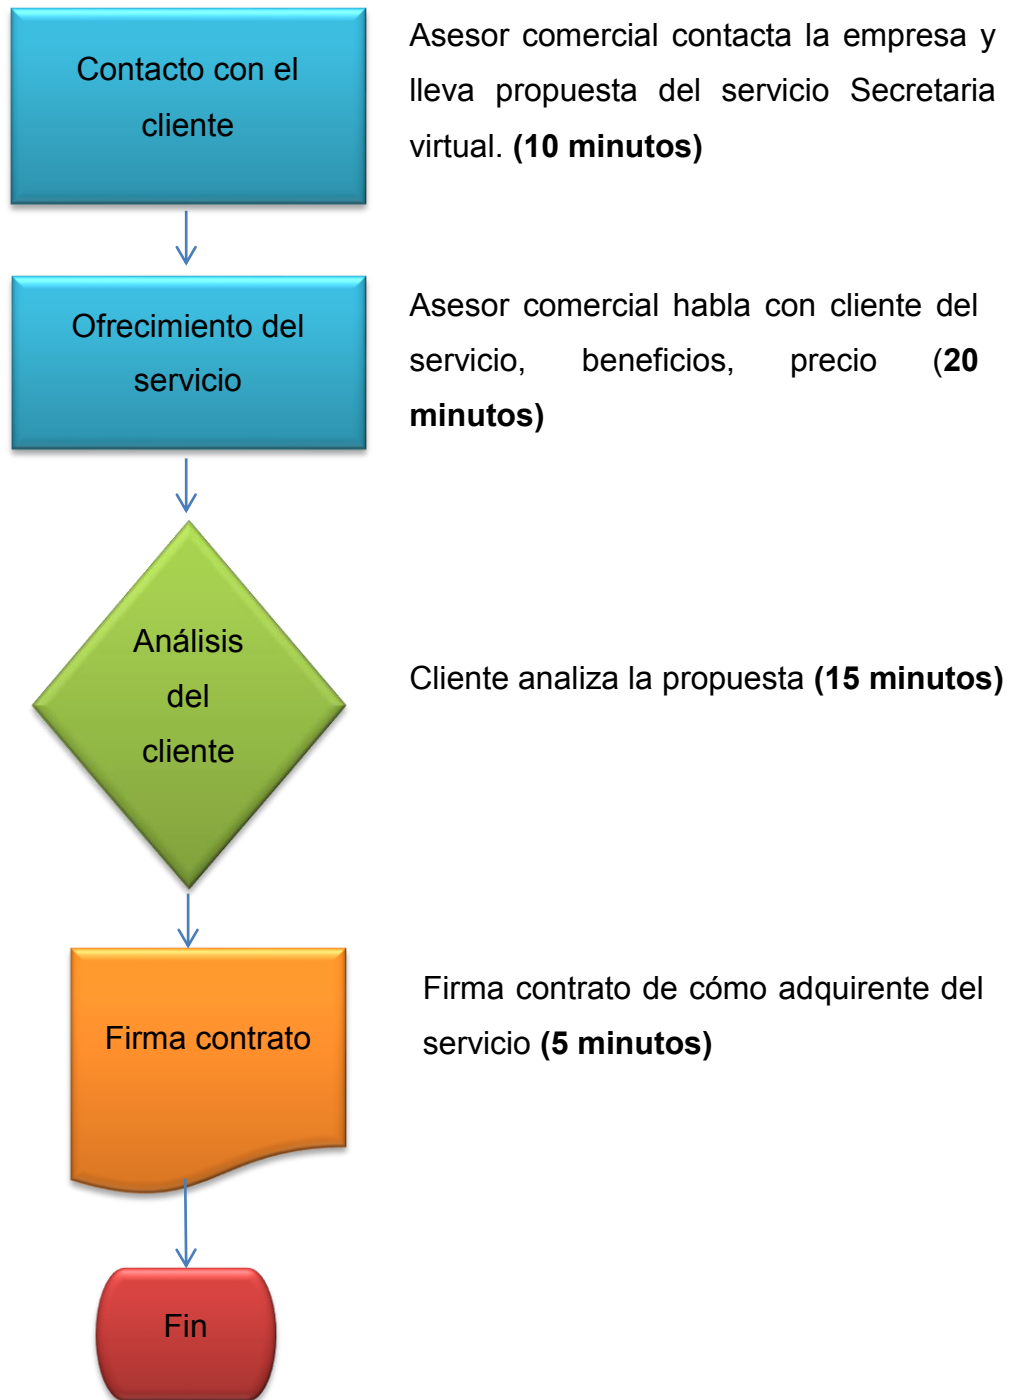 Contacto con el
cliente
Asesor comercial contacta la empresa y
lleva propuesta del servicio Secretaria
virtual. (10 minutos)
Ofrecimiento del
servicio
Asesor comercial habla con cliente del
servicio, beneficios, precio (20
minutos)
Análisis
del
cliente
Cliente analiza la propuesta (15 minutos)
Firma contrato
Firma contrato de cómo adquirente del
servicio (5 minutos)
Fin